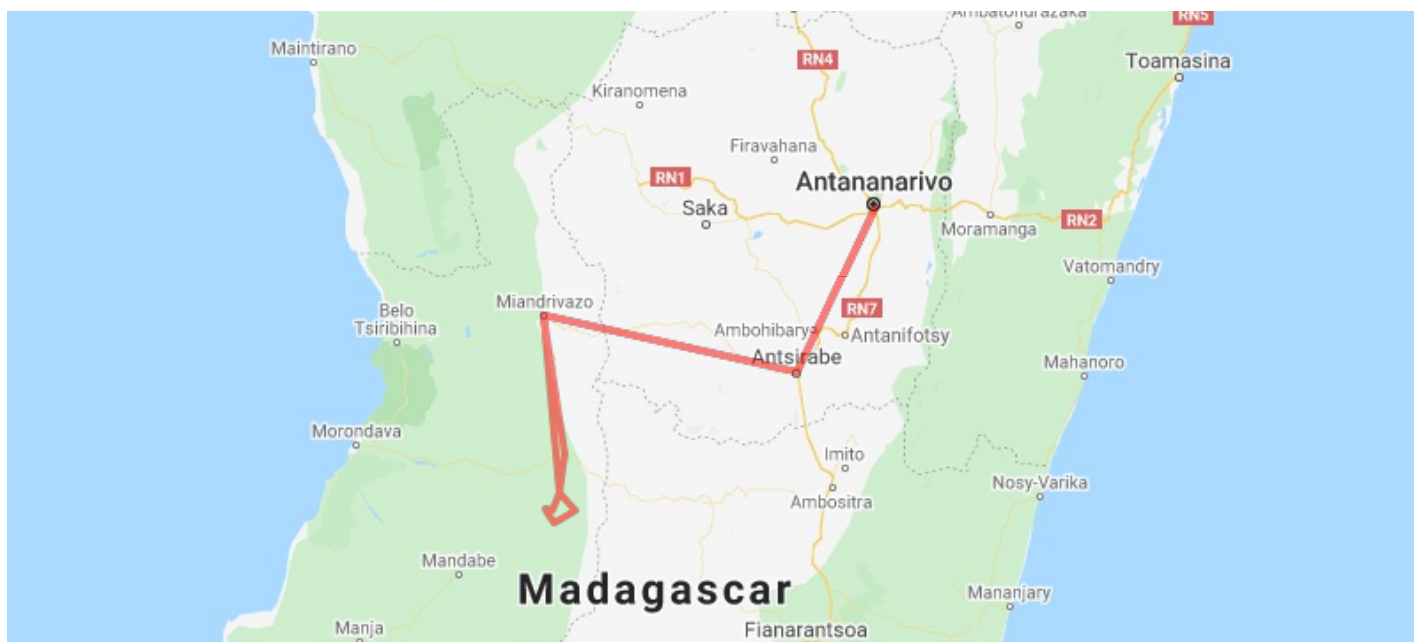 Ambatondrazaka
RN5
Maintirano
RN4
Toamasina
Kiranomena
Firavahana
RN1
Antananarivo
Saka
Moramanga
RN2
Vatomandry
Miandrivazo
Belo
Tsiribihina
RN7
Ambohibary
Antanifotsy
Antsirabe
Mahanoro
Morondava
Imito
Nosy-Varika
Ambositra
Mandabe
Madagascar
Mananjary
Manja
Fianarantsoa